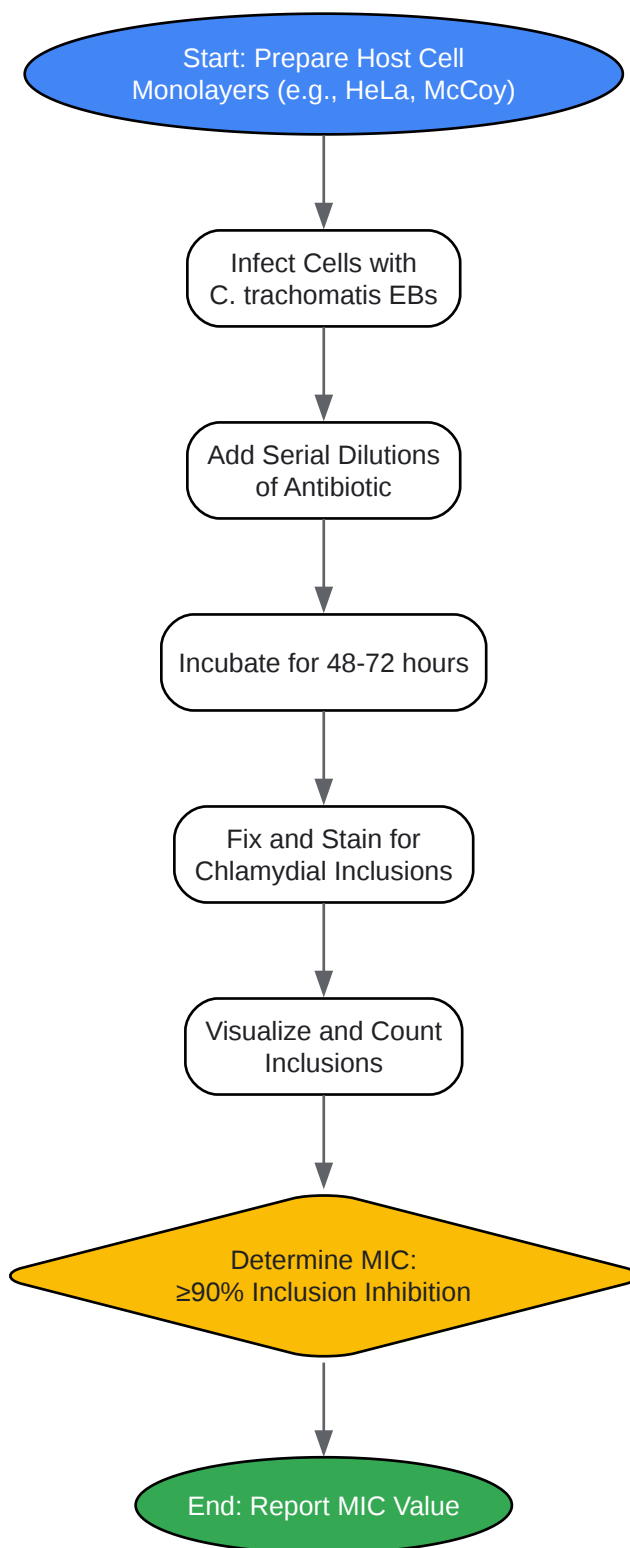 Start: Prepare Host Cell
Monolayers (e.g., HeLa, McCoy)
Infect Cells with
C. trachomatis EBs
Add Serial Dilutions
of Antibiotic
Incubate for 48-72 hours
Fix and Stain for
Chlamydial Inclusions
Visualize and Count
Inclusions
Determine MIC:
≥90% Inclusion Inhibition
End: Report MIC Value